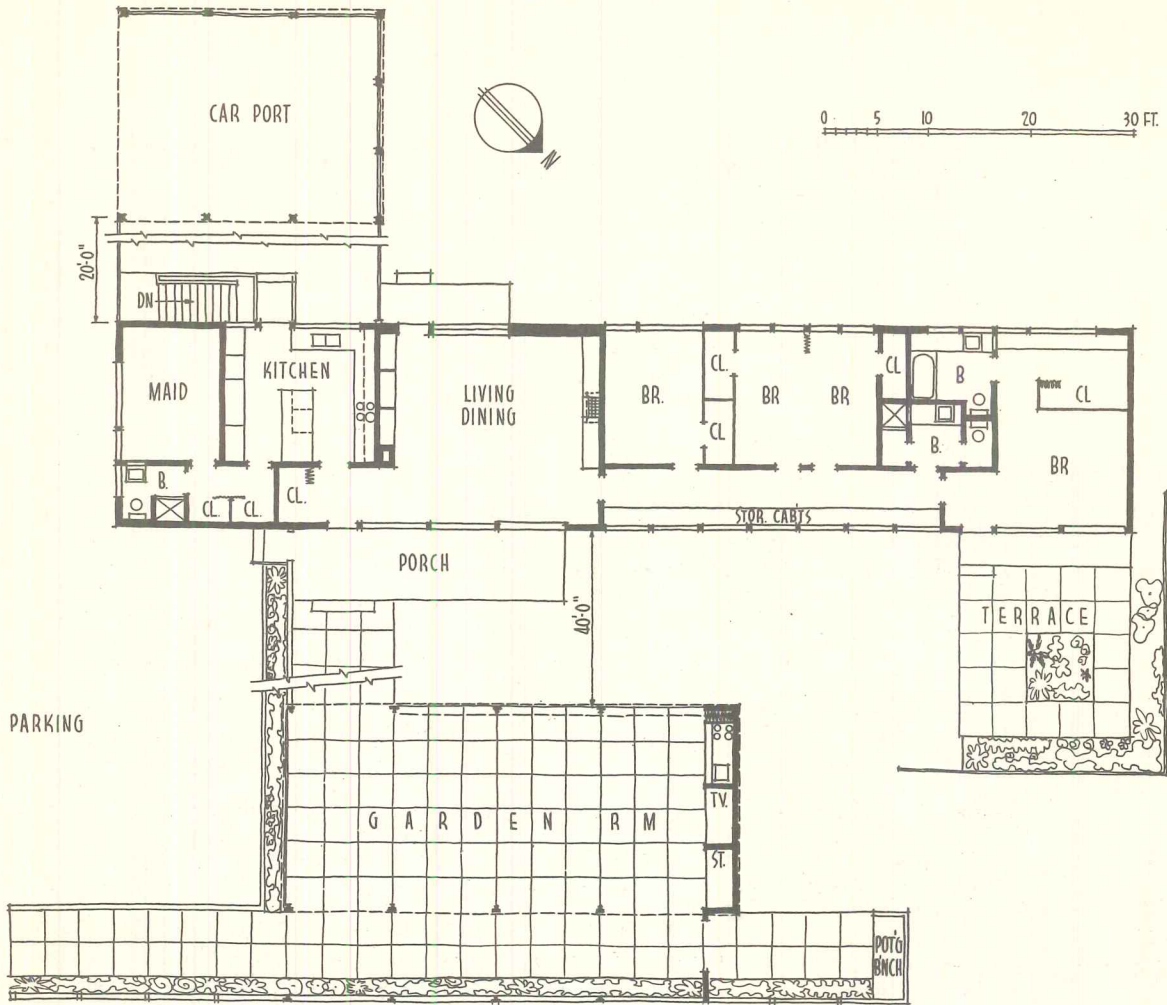 CAR PORT
N
0 5 10 20 30 FT.
20'-0"
DN
MAID
KITCHEN
LIVING
DINING
BR.
CL.
CL
BR
BR
CL
B
CL
B.
BR
B.
CL.
CL.
CL.
STOR. CAB'TS
PORCH
40'-0"
TERRACE
PARKING
GARDEN RM
TV.
ST.
POT'G
B'NCH